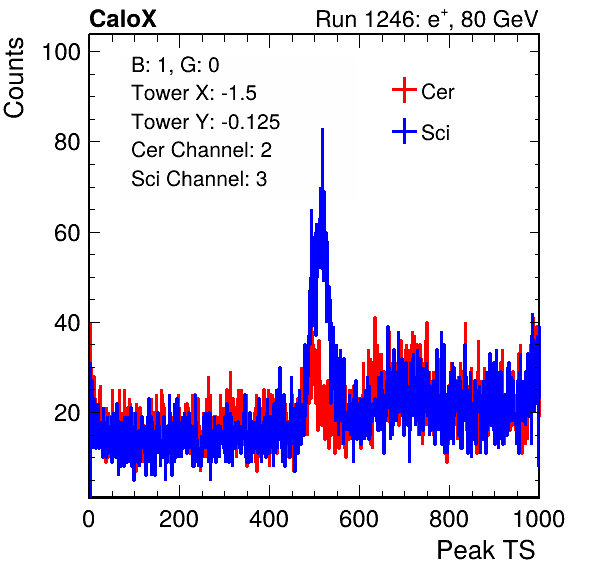 CaloX Run 1246: e⁺, 80 GeV
Counts
100
80
60
40
20
B: 1, G: 0
Tower X: -1.5
Tower Y: -0.125
Cer Channel: 2
Sci Channel: 3
Cer
Sci
0 200 400 600 800 1000
Peak TS